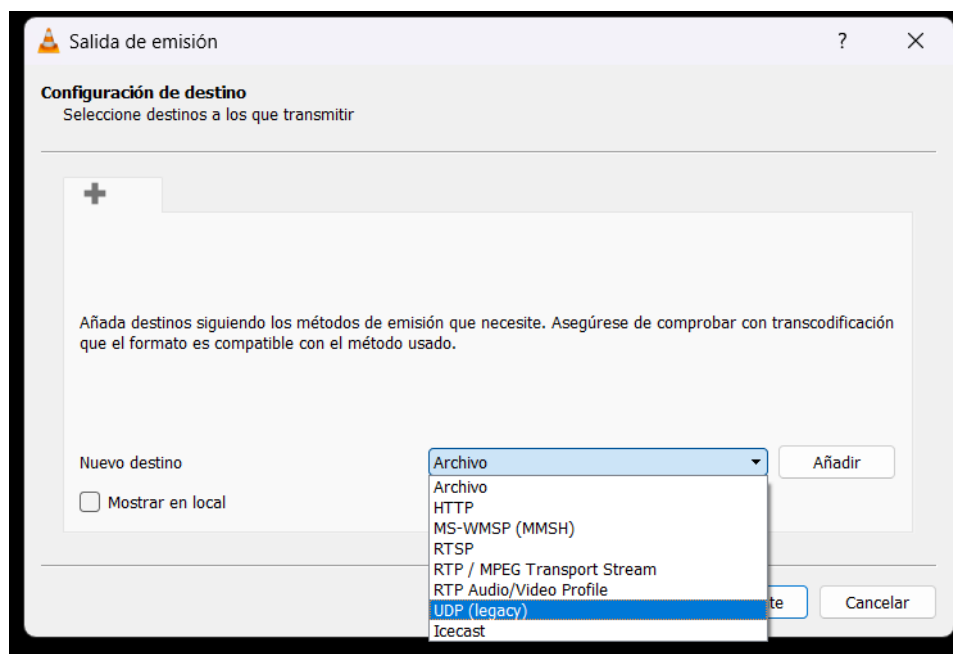 Salida de emisión ?
Configuración de destino
Seleccione destinos a los que transmitir
Añada destinos siguiendo los métodos de emisión que necesite. Asegúrese de comprobar con transcodificación
que el formato es compatible con el método usado.
Nuevo destino Archivo Añadir
Mostrar en local
Archivo
HTTP
MS-WMSP (MMSH)
RTSP
RTP / MPEG Transport Stream
RTP Audio/Video Profile
UDP (legacy)
Icecast
te Cancelar